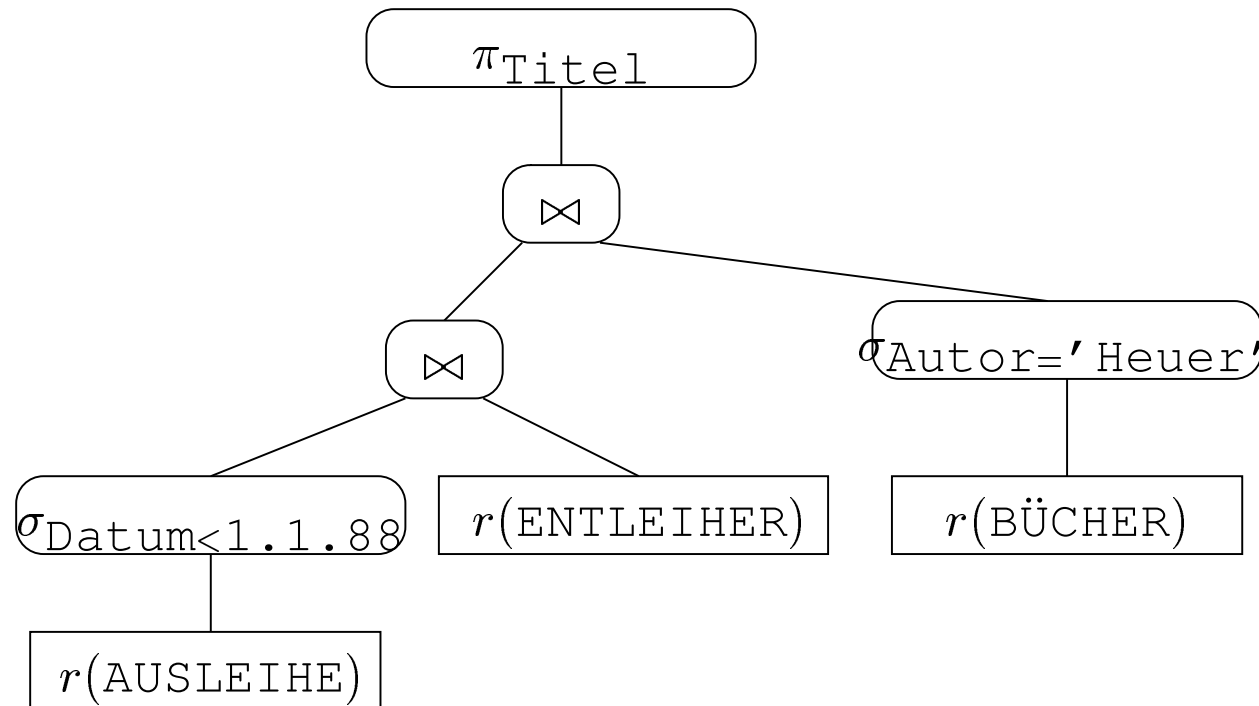 πTitel
⋈
⋈
σAutor='Heuer'
σDatum<1.1.88
r(ENTLEIHER)
r(BÜCHER)
r(AUSLEIHE)